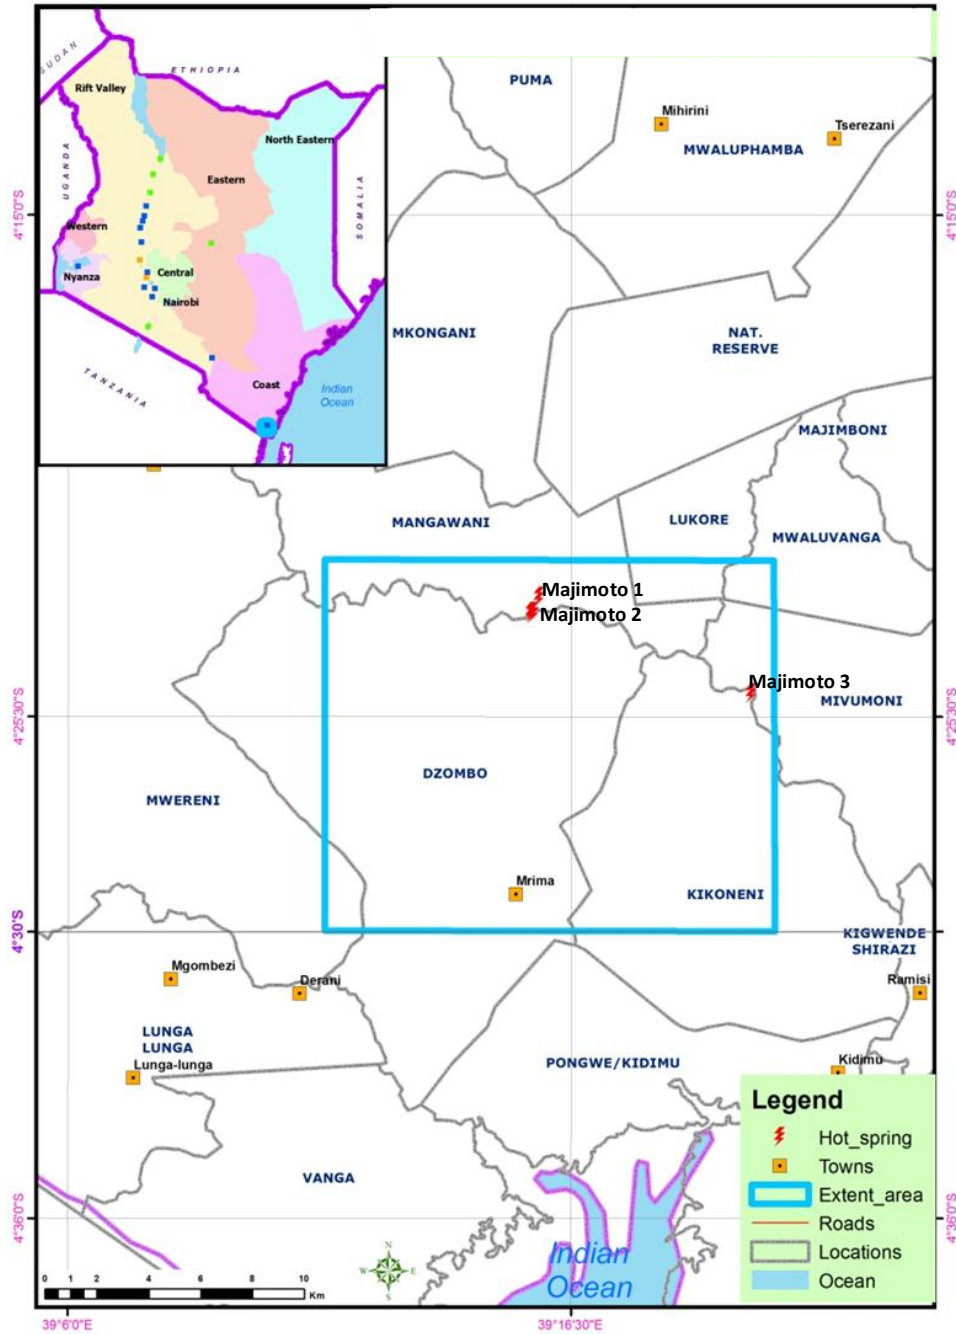 SUDAN
ETHIOPIA
Rift Valley
North Eastern
UGANDA
Eastern
SOMALIA
Western
Nyanza
Central
Nairobi
TANZANIA
Coast
Indian
Ocean
PUMA
Mihirini
Tserezani
MWALUPHAMBA
4°15'0"S
4°15'0"S
MKONGANI
NAT.
RESERVE
MAJIMBONI
MANGAWANI
LUKORE
MWALUVANGA
Majimoto 1
Majimoto 2
Majimoto 3
MIVUMONI
4°25'30"S
4°25'30"S
DZOMBO
MWERENI
Mrima
KIKONENI
4°30'S
4°30'0"S
KIGWENDE
SHIRAZI
Mgombezi
Derani
Ramisi
LUNGA
LUNGA
Lunga-lunga
PONGWE/KIDIMU
Kidimu
VANGA
Legend
Hot_spring
Towns
Extent_area
Roads
Locations
Ocean
4°36'0"S
4°36'0"S
Indian
Ocean
N
W E
S
0 1 2 4 6 8 10
Km
39°6'0"E
39°16'30"E